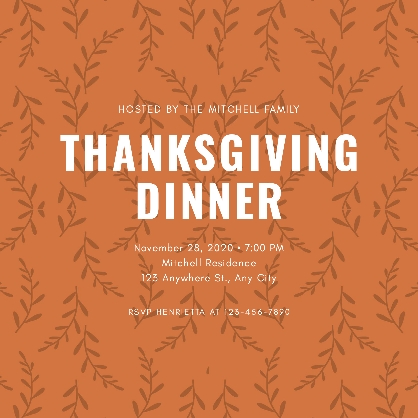 HOSTED BY THE MITCHELL FAMILY
THANKSGIVING
DINNER
November 28, 2020 • 7:00 PM
Mitchell Residence
123 Anywhere St., Any City
RSVP HENRIETTA AT 123-456-7890